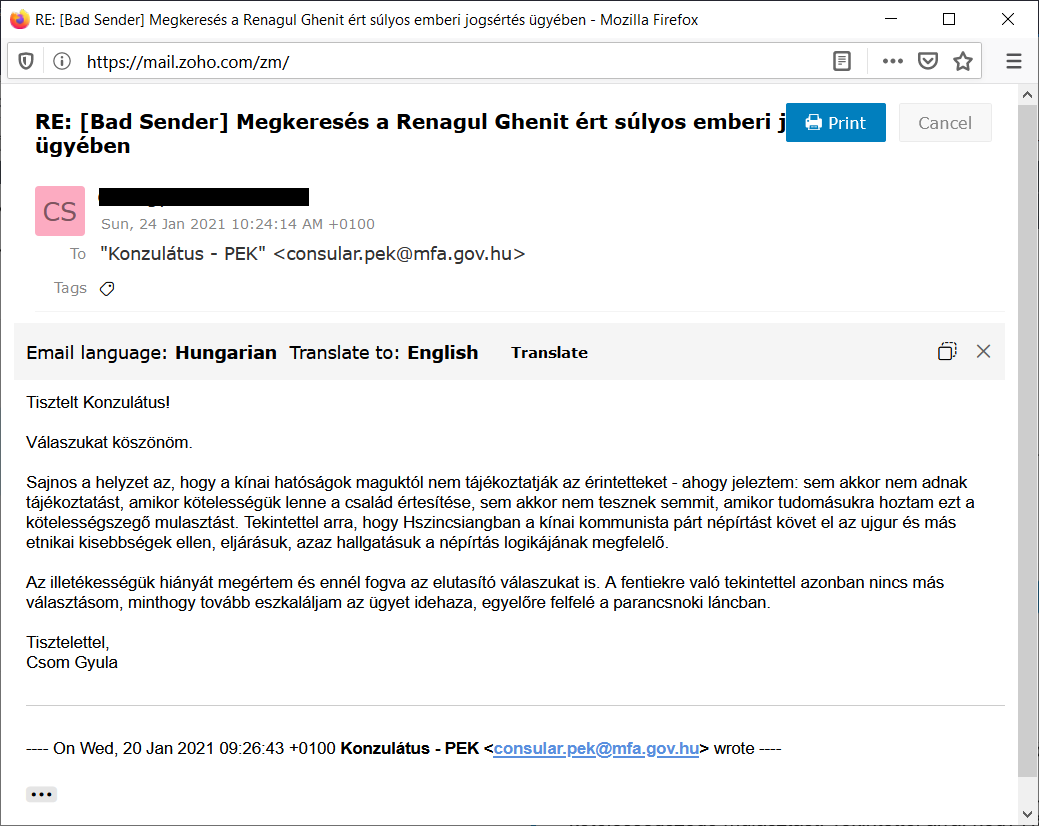 RE: [Bad Sender] Megkeresés a Renagul Ghenit ért súlyos emberi jogsértés ügyében - Mozilla Firefox
https://mail.zoho.com/zm/
RE: [Bad Sender] Megkeresés a Renagul Ghenit ért súlyos emberi j
ügyében
Print
Cancel
CS
Sun, 24 Jan 2021 10:24:14 AM +0100
To "Konzulátus - PEK" <consular.pek@mfa.gov.hu>
Tags
Email language: Hungarian Translate to: English Translate
Tisztelt Konzulátus!
Válaszukat köszönöm.
Sajnos a helyzet az, hogy a kínai hatóságok maguktól nem tájékoztatják az érintetteket - ahogy jeleztem: sem akkor nem adnak
tájékoztatást, amikor kötelességük lenne a család értesítése, sem akkor nem tesznek semmit, amikor tudomásukra hoztam ezt a
kötelességszegő mulasztást. Tekintettel arra, hogy Hszincsiangban a kínai kommunista párt népírtást követ el az ujgur és más
etnikai kisebbségek ellen, eljárásuk, azaz hallgatásuk a népírtás logikájának megfelelő.
Az illetékességük hiányát megértem és ennél fogva az elutasító válaszukat is. A fentiekre való tekintettel azonban nincs más
választásom, minthogy tovább eszkaláljam az ügyet idehaza, egyelőre felfelé a parancsnoki láncban.
Tisztelettel,
Csom Gyula
---- On Wed, 20 Jan 2021 09:26:43 +0100 Konzulátus - PEK <consular.pek@mfa.gov.hu> wrote ----